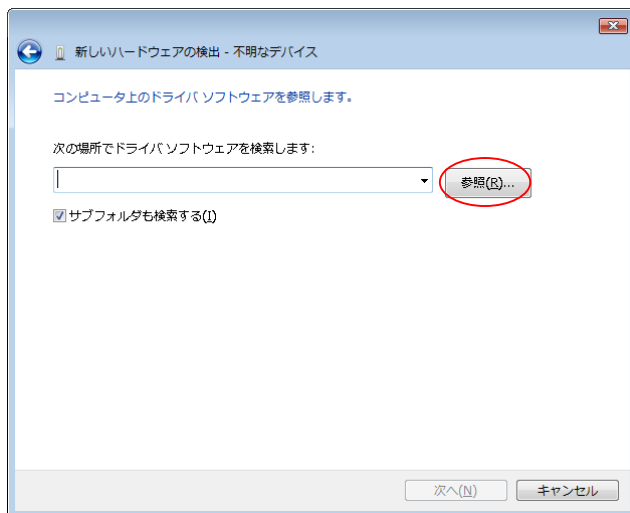 新しいハードウェアの検出 - 不明なデバイス
コンピュータ上のドライバ ソフトウェアを参照します。
次の場所でドライバ ソフトウェアを検索します:
参照(R)...
サブフォルダも検索する(I)
次へ(N)
キャンセル